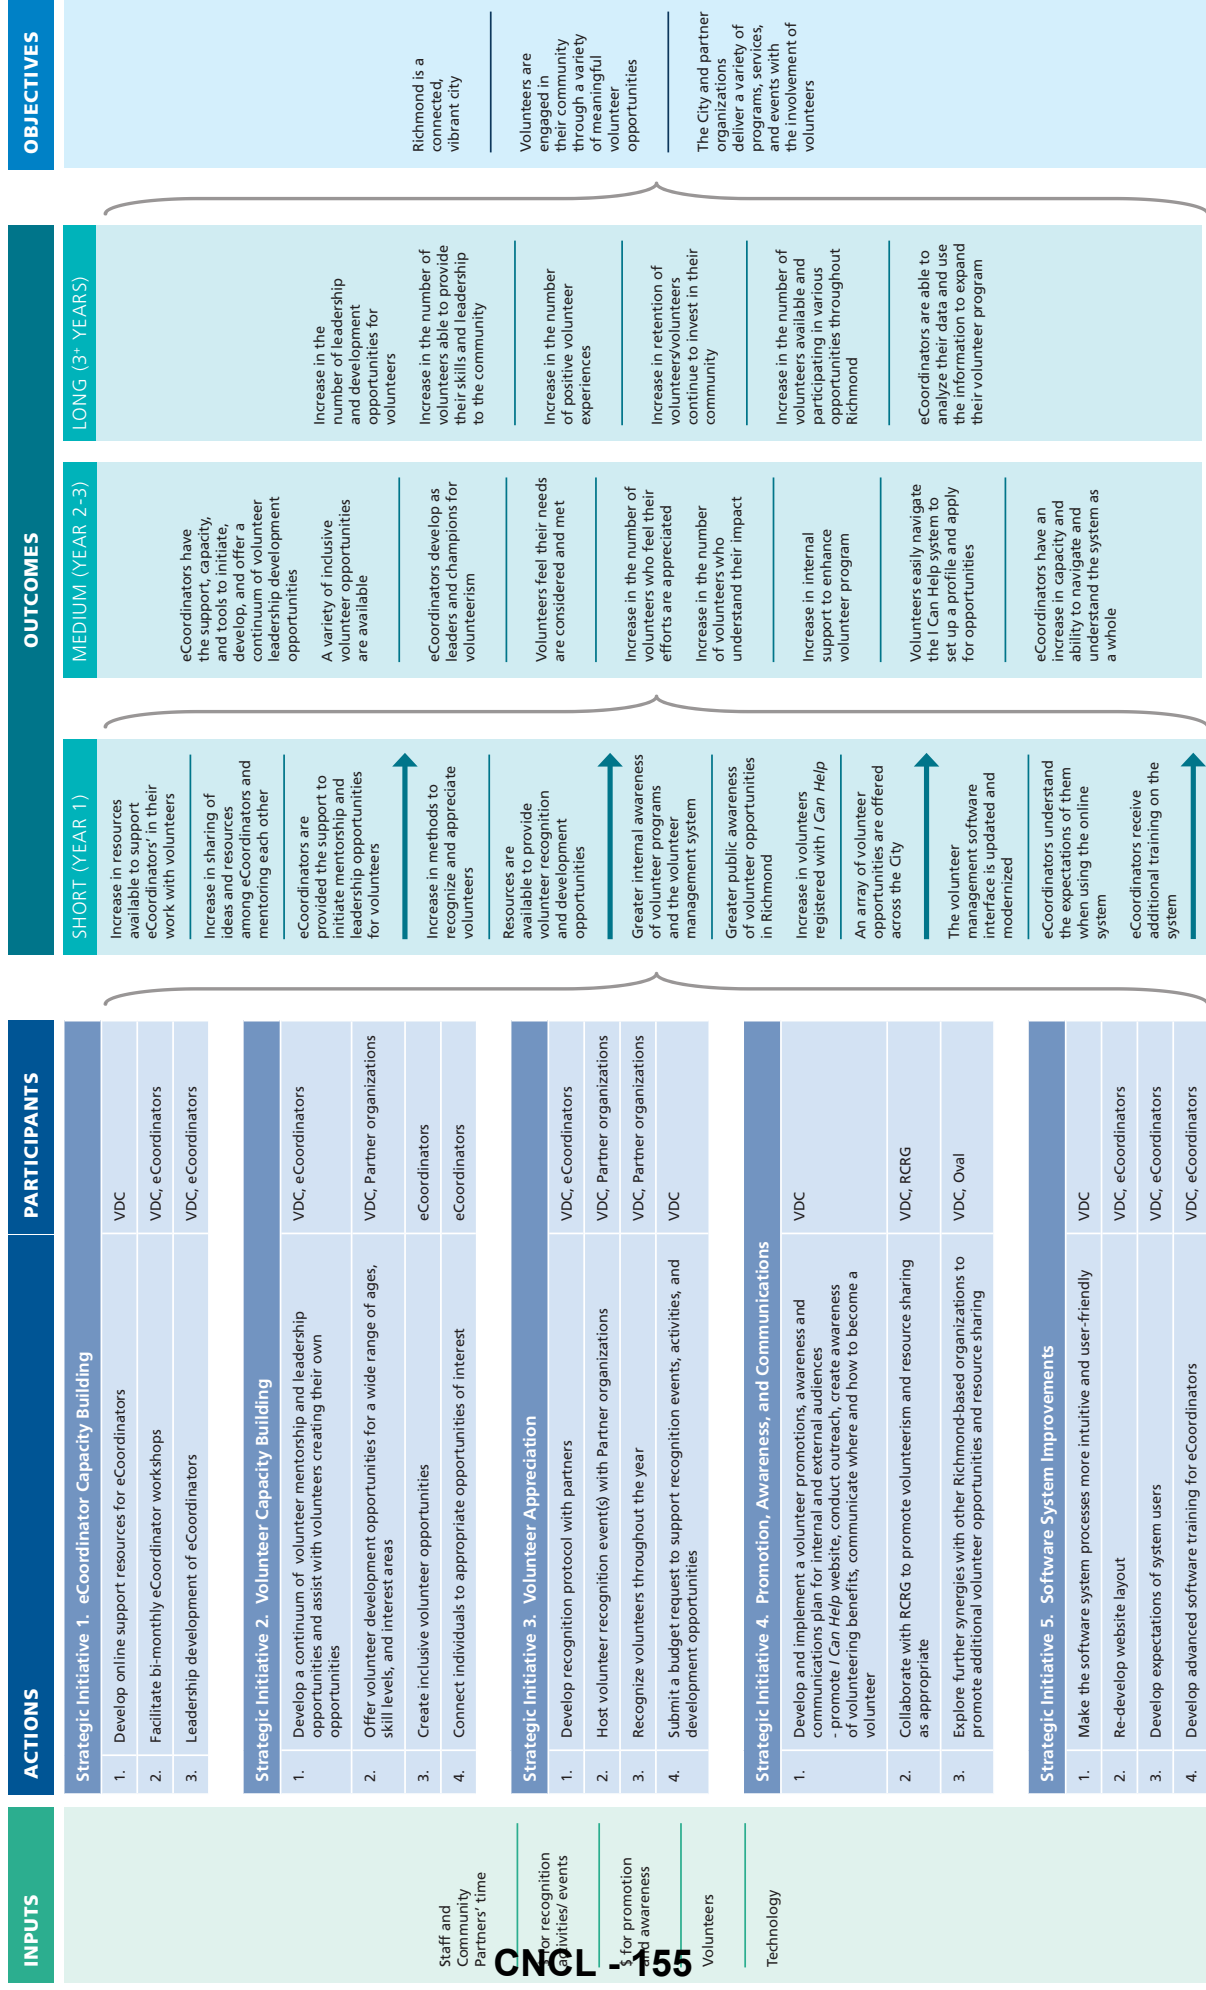 INPUTS
Staff and
Community
Partners’ time
$ for recognition
activities/ events
$ for promotion
and awareness
Volunteers
Technology
ACTIONS
PARTICIPANTS
Strategic Initiative 1. eCoordinator Capacity Building
1. Develop online support resources for eCoordinators VDC
2. Facilitate bi-monthly eCoordinator workshops VDC, eCoordinators
3. Leadership development of eCoordinators VDC, eCoordinators
Strategic Initiative 2. Volunteer Capacity Building
1. Develop a continuum of volunteer mentorship and leadership VDC, eCoordinators
opportunities and assist with volunteers creating their own
opportunities
2. Offer volunteer development opportunities for a wide range of ages, VDC, Partner organizations
skill levels, and interest areas
3. Create inclusive volunteer opportunities eCoordinators
4. Connect individuals to appropriate opportunities of interest eCoordinators
Strategic Initiative 3. Volunteer Appreciation
1. Develop recognition protocol with partners VDC, eCoordinators
2. Host volunteer recognition event(s) with Partner organizations VDC, Partner organizations
3. Recognize volunteers throughout the year VDC, Partner organizations
4. Submit a budget request to support recognition events, activities, and VDC
development opportunities
Strategic Initiative 4. Promotion, Awareness, and Communications
1. Develop and implement a volunteer promotions, awareness and VDC
communications plan for internal and external audiences
- promote I Can Help website, conduct outreach, create awareness
of volunteering benefits, communicate where and how to become a
volunteer
2. Collaborate with RCRG to promote volunteerism and resource sharing VDC, RCRG
as appropriate
3. Explore further synergies with other Richmond-based organizations to VDC, Oval
promote additional volunteer opportunities and resource sharing
Strategic Initiative 5. Software System Improvements
1. Make the software system processes more intuitive and user-friendly VDC
2. Re-develop website layout VDC, eCoordinators
3. Develop expectations of system users VDC, eCoordinators
4. Develop advanced software training for eCoordinators VDC, eCoordinators
OUTCOMES
SHORT (YEAR 1)
Increase in resources
available to support
eCoordinators’ in their
work with volunteers
Increase in sharing of
ideas and resources
among eCoordinators and
mentoring each other
eCoordinators are
provided the support to
initiate mentorship and
leadership opportunities
for volunteers
Increase in methods to
recognize and appreciate
volunteers
Resources are
available to provide
volunteer recognition
and development
opportunities
Greater internal awareness
of volunteer programs
and the volunteer
management system
Greater public awareness
of volunteer opportunities
in Richmond
Increase in volunteers
registered with I Can Help
An array of volunteer
opportunities are offered
across the City
The volunteer
management software
interface is updated and
modernized
eCoordinators understand
the expectations of them
when using the online
system
eCoordinators receive
additional training on the
system
MEDIUM (YEAR 2-3)
eCoordinators have
the support, capacity,
and tools to initiate,
develop, and offer a
continuum of volunteer
leadership development
opportunities
A variety of inclusive
volunteer opportunities
are available
eCoordinators develop as
leaders and champions for
volunteerism
Volunteers feel their needs
are considered and met
Increase in the number of
volunteers who feel their
efforts are appreciated
Increase in the number
of volunteers who
understand their impact
Increase in internal
support to enhance
volunteer program
Volunteers easily navigate
the I Can Help system to
set up a profile and apply
for opportunities
eCoordinators have an
increase in capacity and
ability to navigate and
understand the system as
a whole
LONG (3+ YEARS)
Increase in the
number of leadership
and development
opportunities for
volunteers
Increase in the number of
volunteers able to provide
their skills and leadership
to the community
Increase in the number
of positive volunteer
experiences
Increase in retention of
volunteers/volunteers
continue to invest in their
community
Increase in the number of
volunteers available and
participating in various
opportunities throughout
Richmond
eCoordinators are able to
analyze their data and use
the information to expand
their volunteer program
OBJECTIVES
Richmond is a
connected,
vibrant city
Volunteers are
engaged in
their community
through a variety
of meaningful
volunteer
opportunities
The City and partner
organizations
deliver a variety of
programs, services,
and events with
the involvement of
volunteers
CNCL - 155